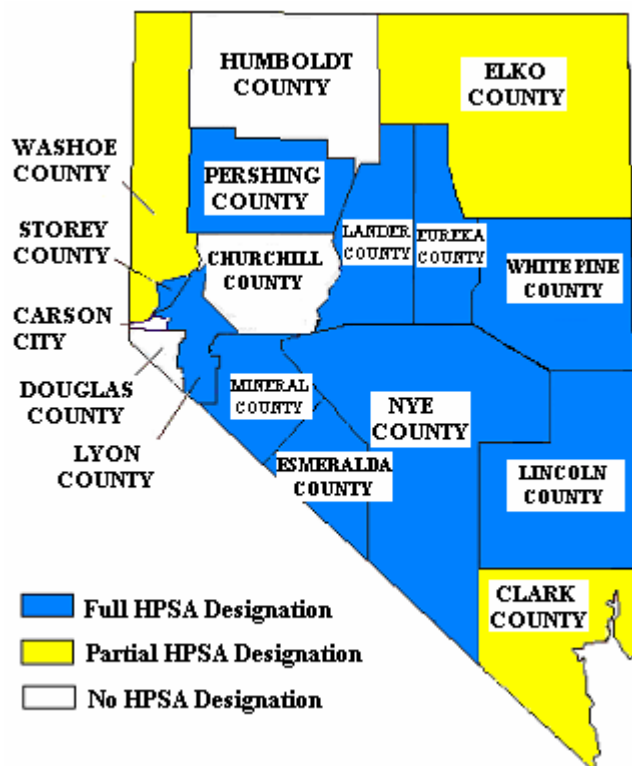 HUMBOLDT
COUNTY
ELKO
COUNTY
WASHOE
COUNTY
PERSHING
COUNTY
STOREY
COUNTY
LANDER
COUNTY
EUREKA
COUNTY
CHURCHILL
COUNTY
WHITE PINE
COUNTY
CARSON
CITY
DOUGLAS
COUNTY
MINERAL
COUNTY
NYE
COUNTY
LYON
COUNTY
ESMERALDA
COUNTY
LINCOLN
COUNTY
CLARK
COUNTY
Full HPSA Designation
Partial HPSA Designation
No HPSA Designation